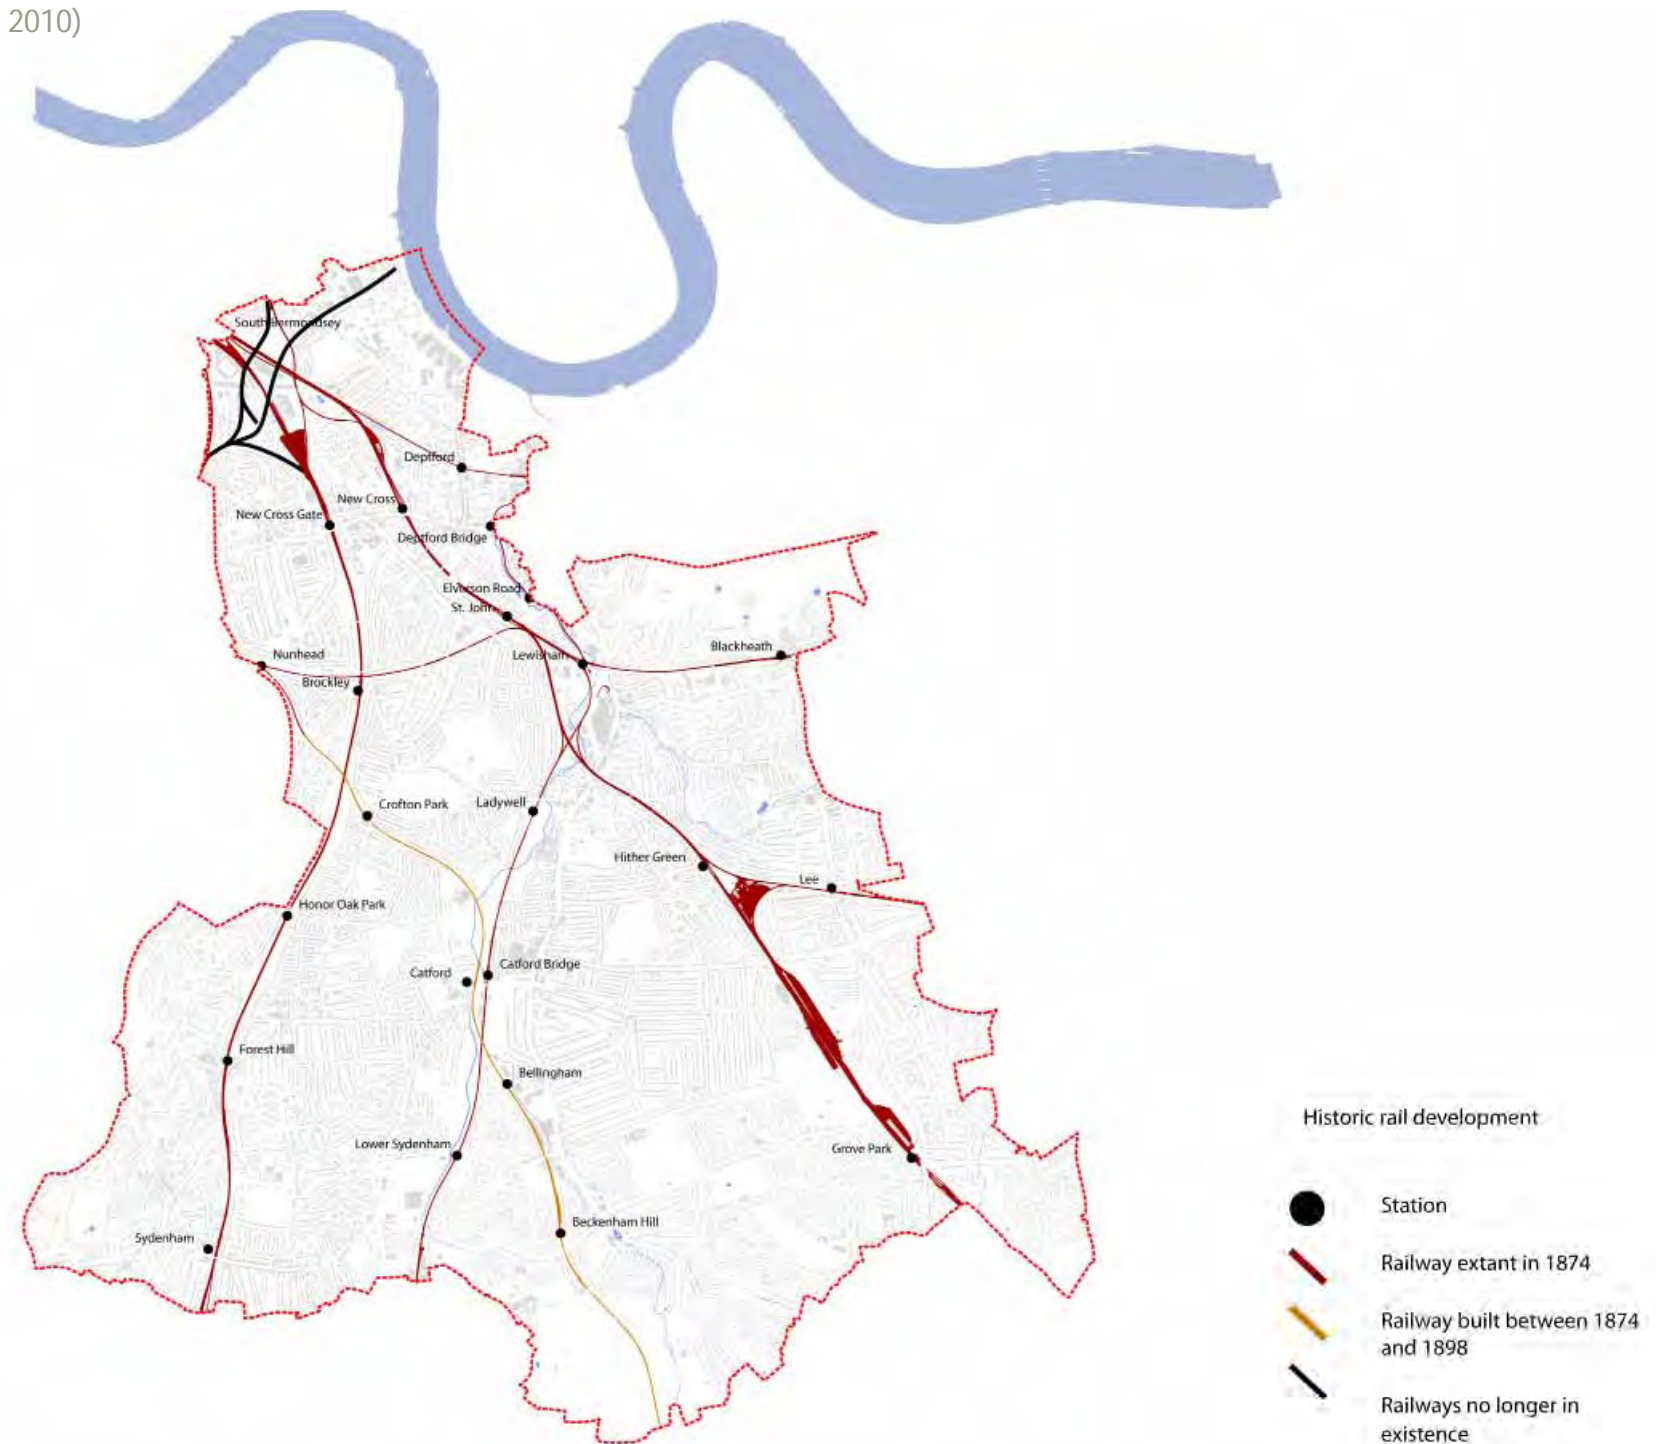 2010)
South Bermondsey
Deptford
New Cross
New Cross Gate
Deptford Bridge
Elverson Road
St. John
Nunhead
Lewisham
Blackheath
Brockley
Crofton Park
Ladywell
Hither Green
Lee
Honor Oak Park
Catford
Catford Bridge
Forest Hill
Bellingham
Lower Sydenham
Grove Park
Beckenham Hill
Sydenham
Historic rail development
Station
Railway extant in 1874
Railway built between 1874
and 1898
Railways no longer in
existence